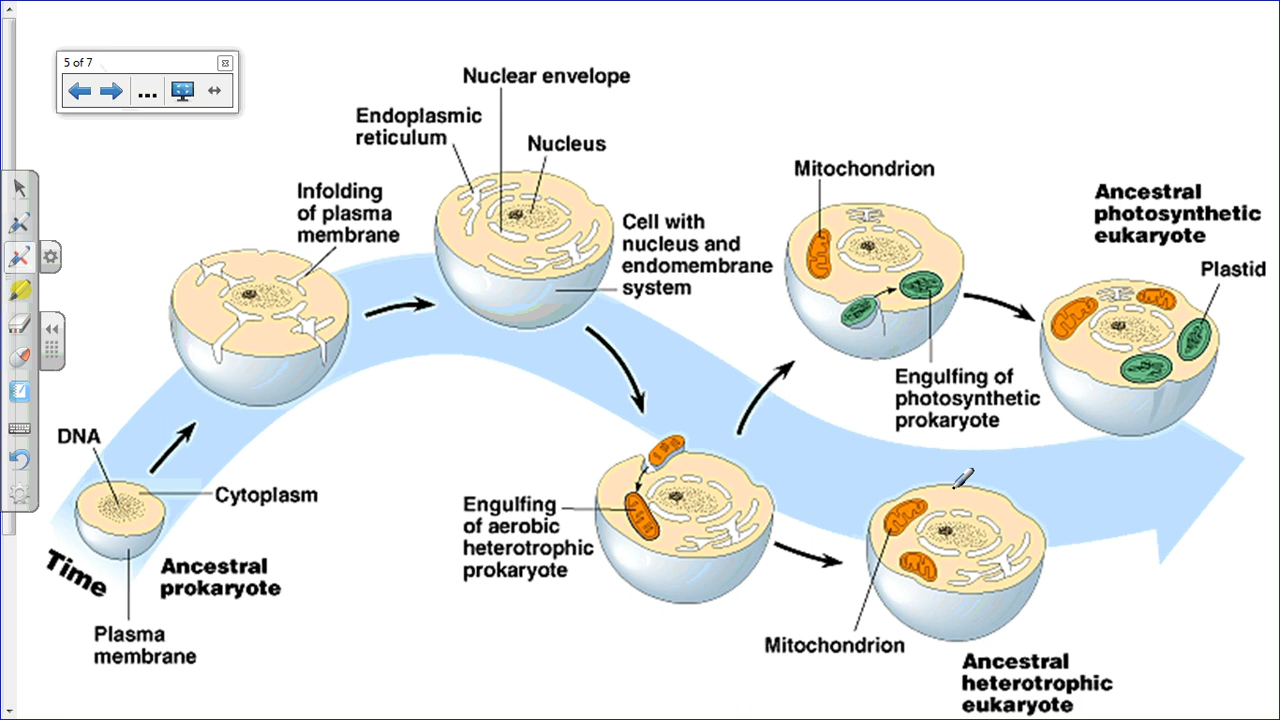 5 of 7
Nuclear envelope
Endoplasmic
reticulum
Nucleus
Infolding
of plasma
membrane
Cell with
nucleus and
endomembrane
system
Mitochondrion
Ancestral
photosynthetic
eukaryote
Plastid
Engulfing of
photosynthetic
prokaryote
DNA
Cytoplasm
Time
Ancestral
prokaryote
Plasma
membrane
Engulfing
of aerobic
heterotrophic
prokaryote
Mitochondrion
Ancestral
heterotrophic
eukaryote